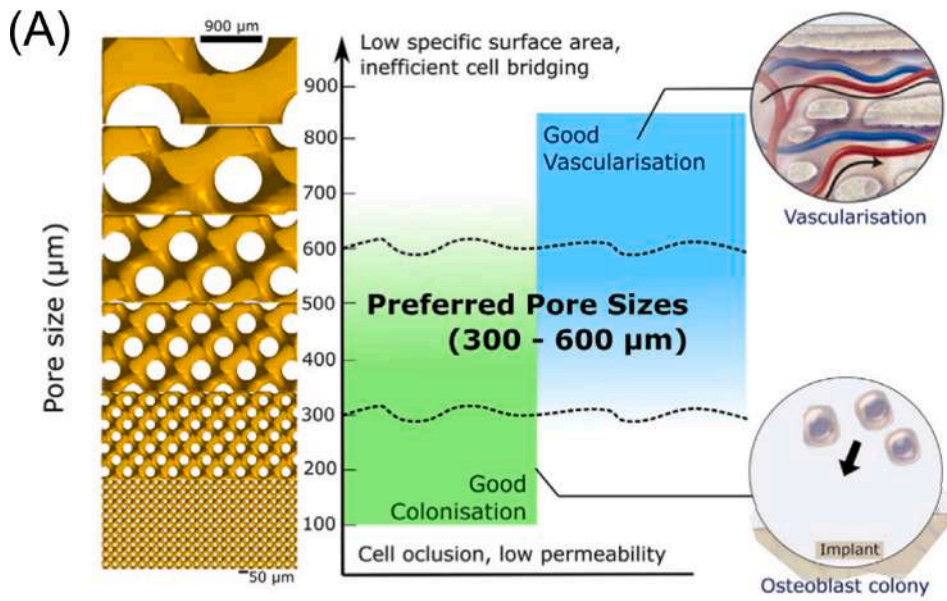 (A)
900 µm
Low specific surface area,
inefficient cell bridging
Pore size (µm)
900
800
700
600
500
400
300
200
100
Good
Vascularisation
Vascularisation
Preferred Pore Sizes
(300 - 600 µm)
Good
Colonisation
Cell oclusion, low permeability
50 µm
Implant
Osteoblast colony